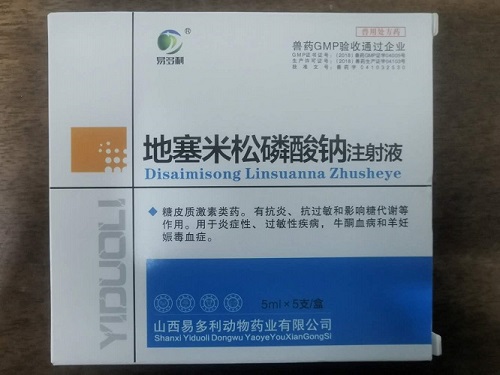 兽用处方药
易多利®
兽药GMP验收通过企业
地塞米松磷酸钠注射液
Disaimisong Linsuanna Zhusheye
◆ 糖皮质激素类药。有抗炎、抗过敏和影响糖代谢等
作用。用于炎症性、过敏性疾病,牛酮血病和羊妊
娠毒血症。
YIDUOLI
5ml×5支/盒
山西易多利动物药业有限公司
Shanxi Yiduoli Dongwu YaoyeYouXianGongSi